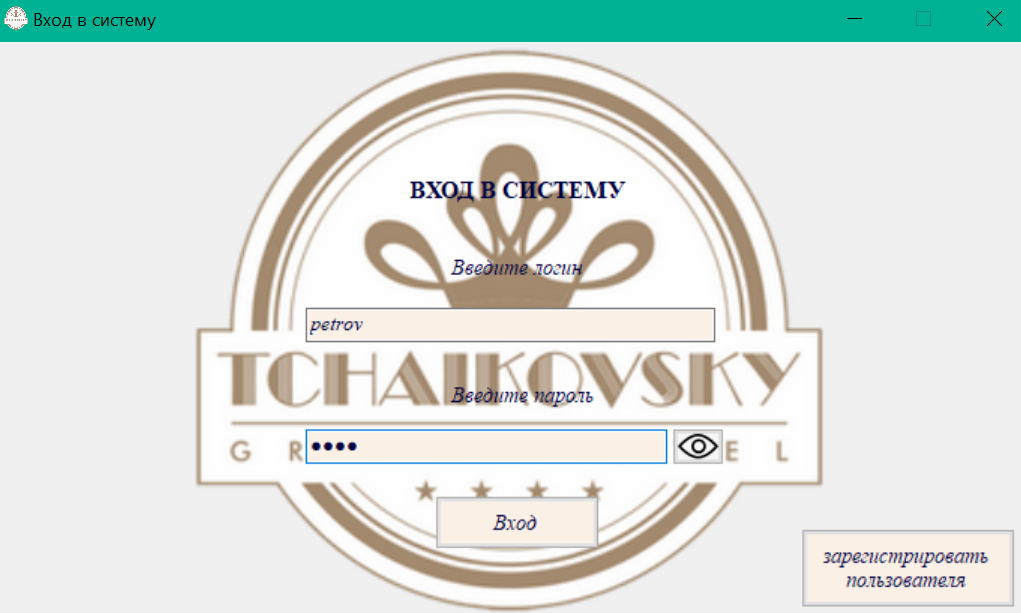 Вход в систему
ВХОД В СИСТЕМУ
Введите логин
petrov
TCHAIKOVSKY
Введите пароль
••••
G R E L
Вход
зарегистрировать
пользователя